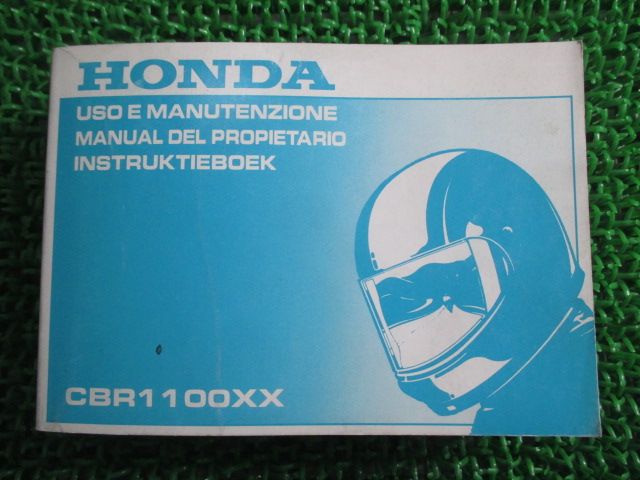 HONDA
USO E MANUTENZIONE
MANUAL DEL PROPIETARIO
INSTRUKTIEBOEK
CBR1100XX